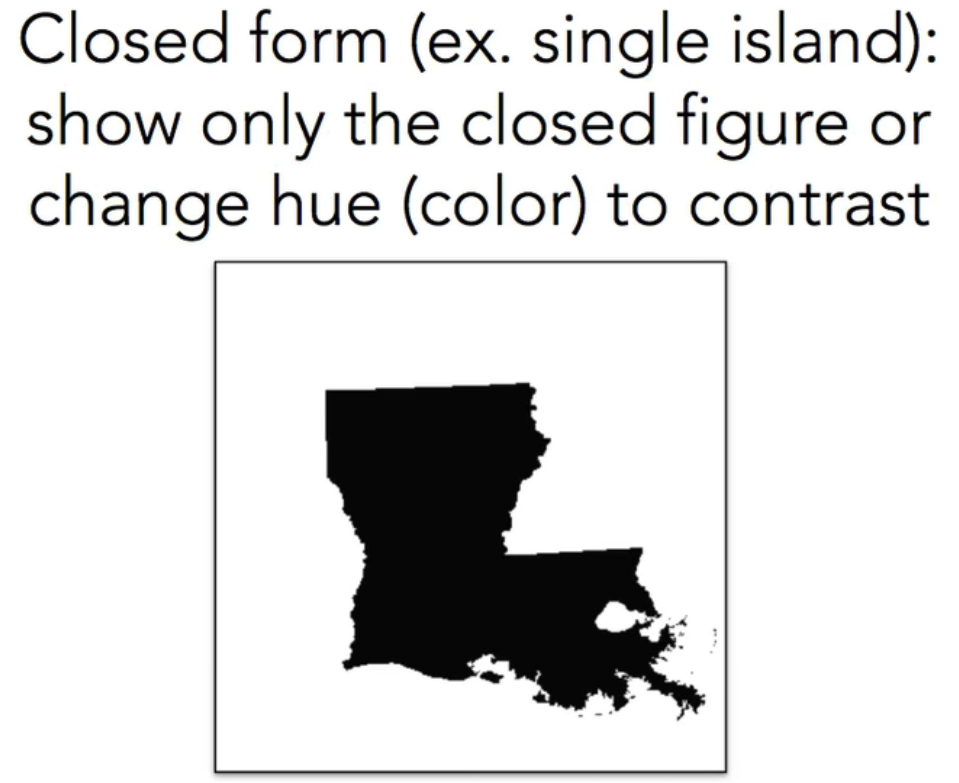 Closed form (ex. single island):
show only the closed figure or
change hue (color) to contrast